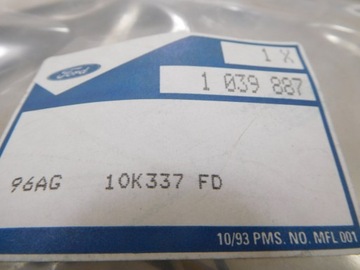 Ford
1 X
1 039 887
96AG 10K337 FD
10/93 PMS. NO. MFL 001